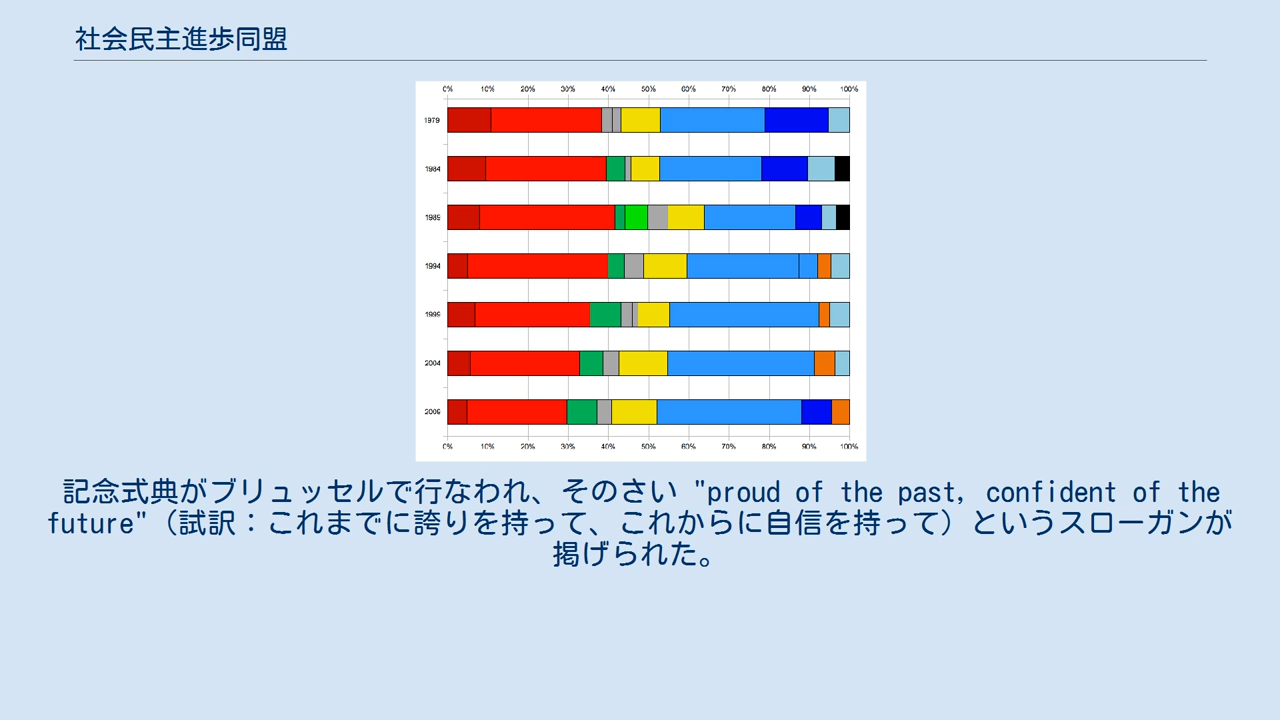 社会民主進歩同盟
0% 10% 20% 30% 40% 50% 60% 70% 80% 90% 100%
1979
1984
1989
1994
1999
2004
2009
0% 10% 20% 30% 40% 50% 60% 70% 80% 90% 100%
記念式典がブリュッセルで行なわれ、そのさい "proud of the past, confident of the
future"（試訳：これまでに誇りを持って、これからに自信を持って）というスローガンが
掲げられた。